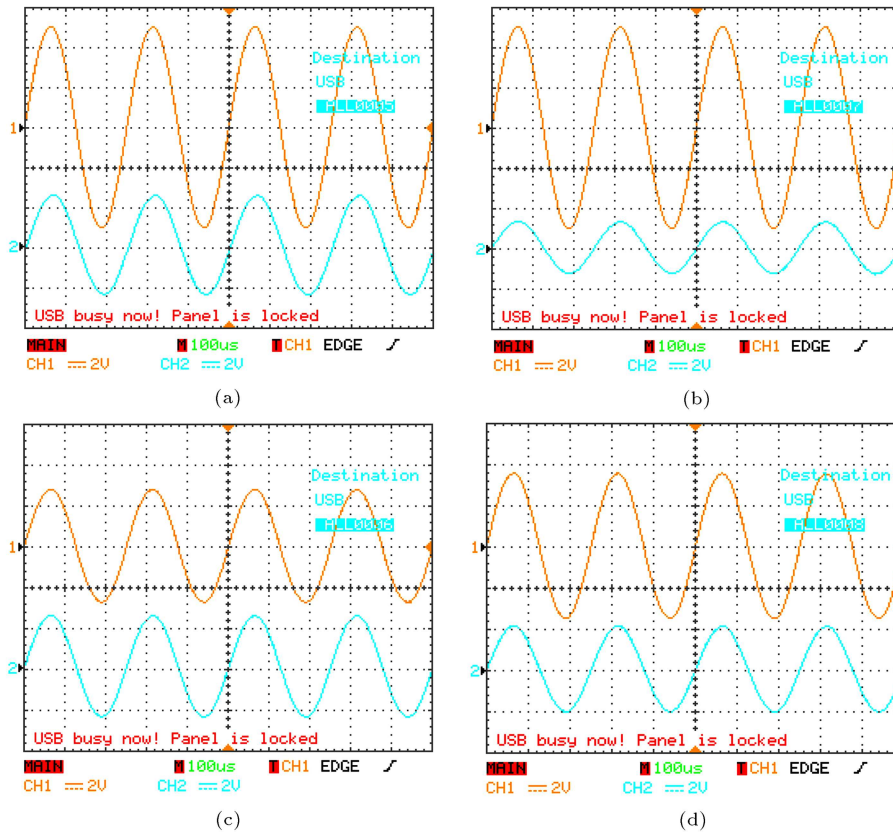 Destination
USB
ALL0005
1
2
USB busy now! Panel is locked
MAIN M 100us T CH1 EDGE
CH1 2V CH2 2V
(a)
Destination
USB
ALL0007
1
2
USB busy now! Panel is locked
MAIN M 100us T CH1 EDGE
CH1 2V CH2 2V
(b)
Destination
USB
ALL0006
1
2
USB busy now! Panel is locked
MAIN M 100us T CH1 EDGE
CH1 2V CH2 2V
(c)
Destination
USB
ALL0008
1
2
USB busy now! Panel is locked
MAIN M 100us T CH1 EDGE
CH1 2V CH2 2V
(d)